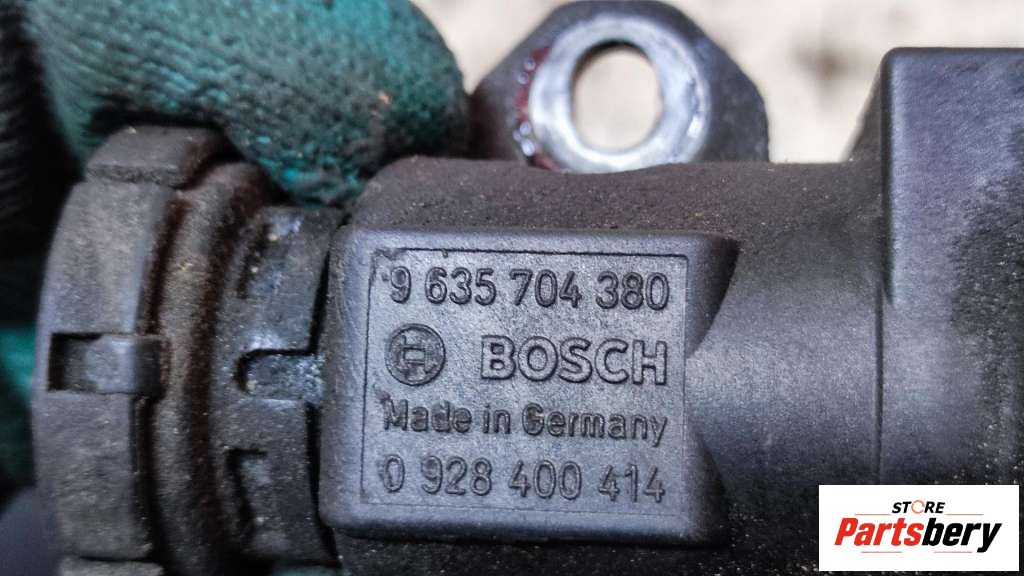 9 635 704 380
BOSCH
Made in Germany
0 928 400 414
STORE
Partsbery